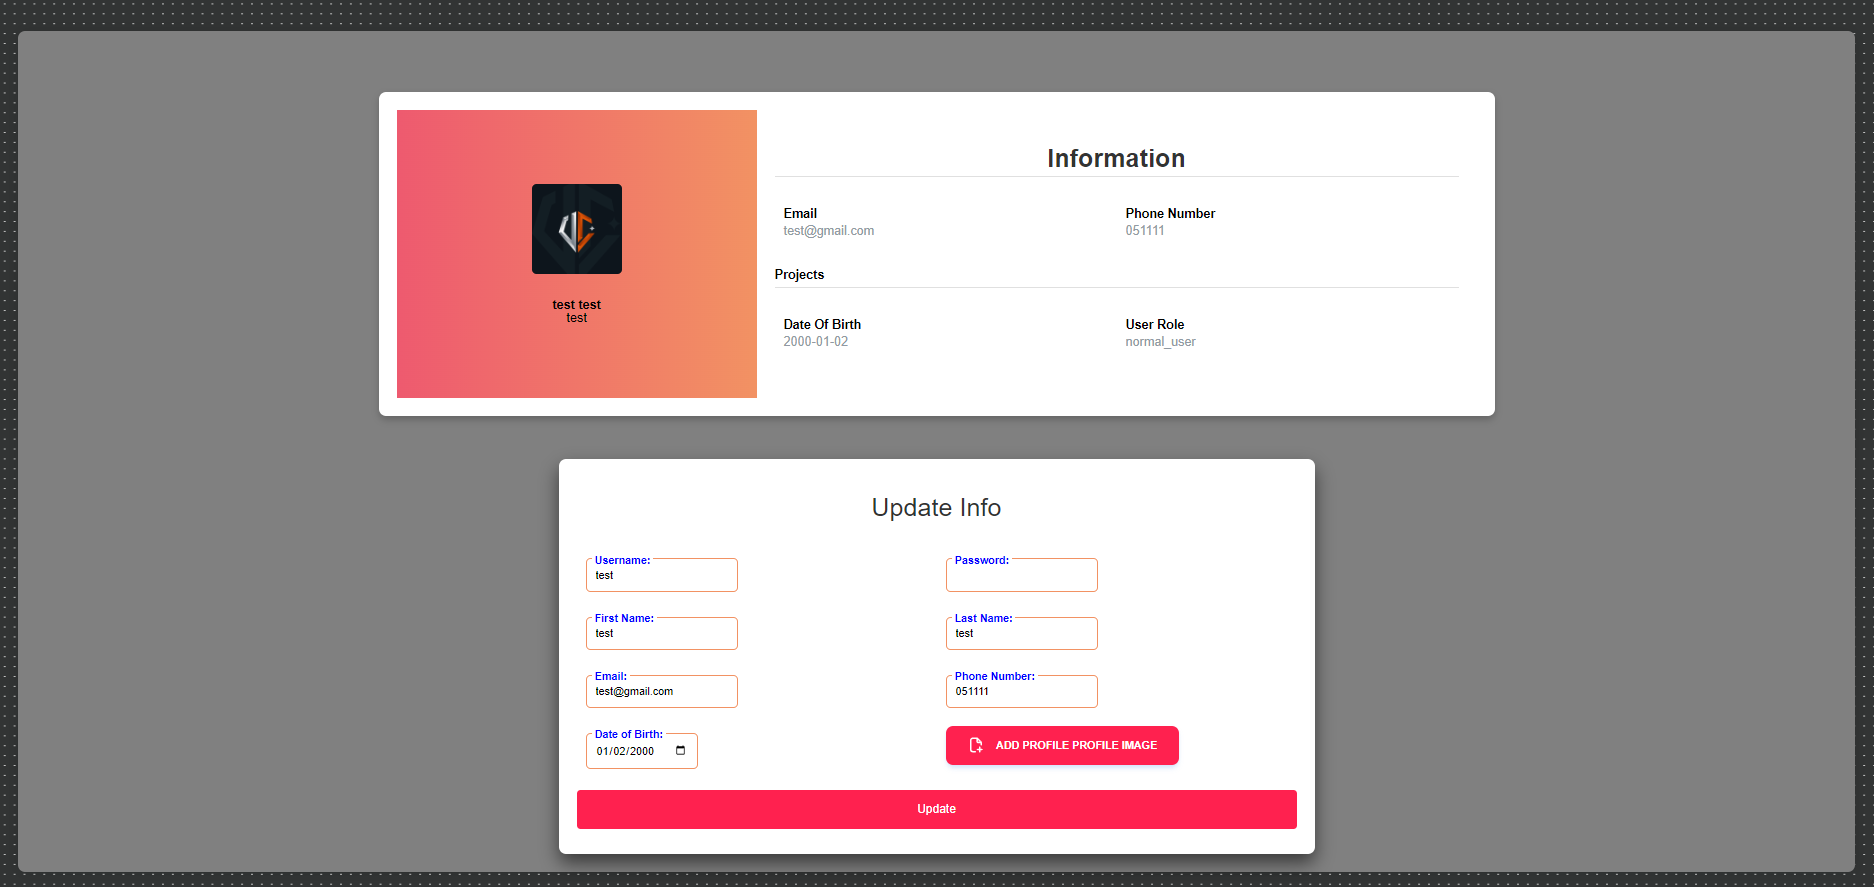 Information
Email
Phone Number
test@gmail.com
051111
Projects
test test
test
Date Of Birth
User Role
2000-01-02
normal_user
Update Info
Username:
test
Password:
First Name:
test
Last Name:
test
Email:
test@gmail.com
Phone Number:
051111
Date of Birth:
01/02/2000
ADD PROFILE PROFILE IMAGE
Update